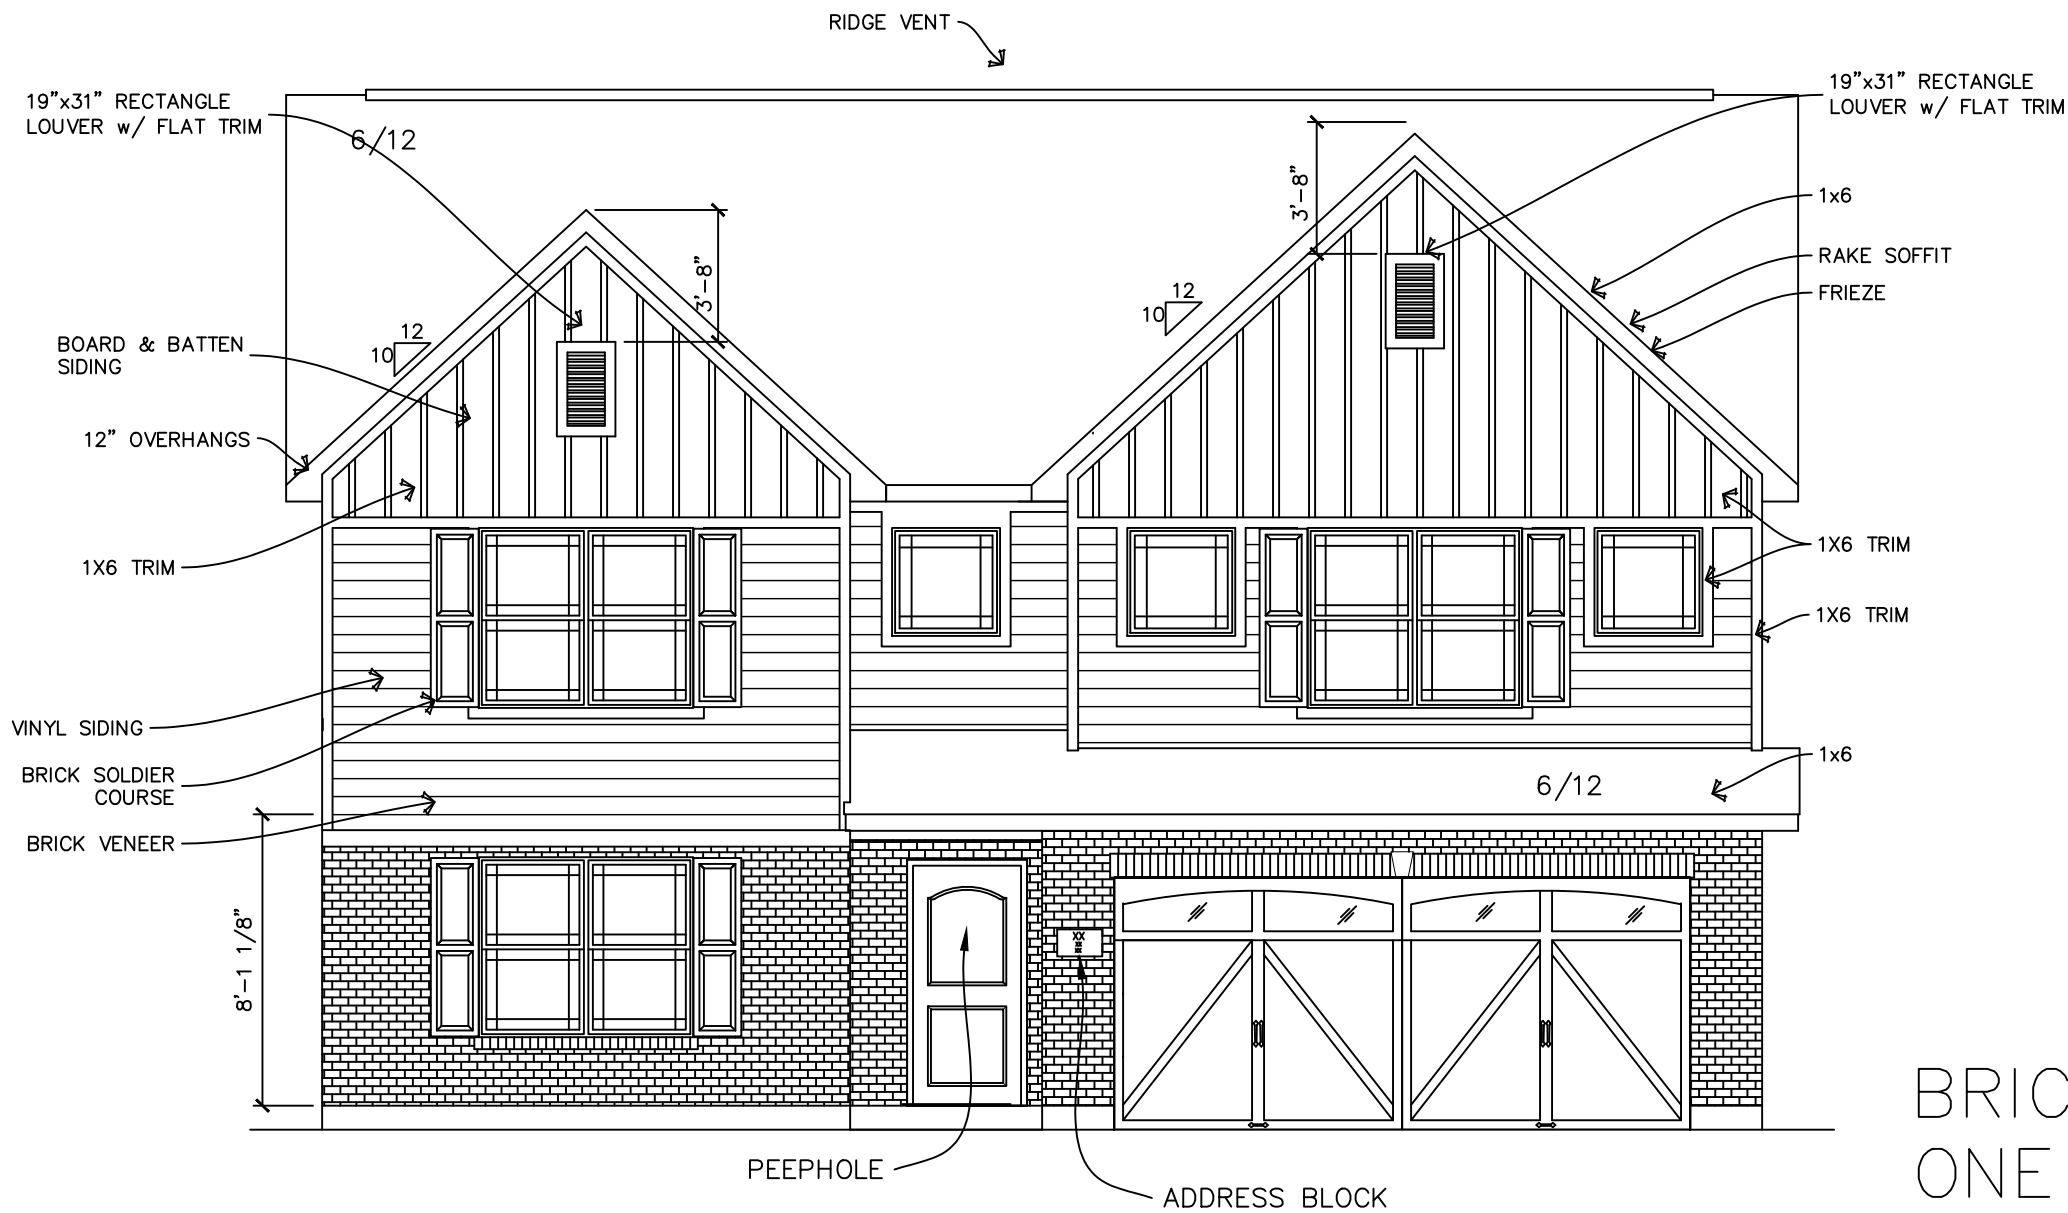 RIDGE VENT
19"x31" RECTANGLE
LOUVER w/ FLAT TRIM
6/12
19"x31" RECTANGLE
LOUVER w/ FLAT TRIM
3'-8"
1x6
3'-8"
RAKE SOFFIT
FRIEZE
12
10
12
10
BOARD & BATTEN
SIDING
12" OVERHANGS
1X6 TRIM
1X6 TRIM
1X6 TRIM
VINYL SIDING
BRICK SOLDIER
COURSE
1x6
6/12
BRICK VENEER
8'-1 1/8"
XX
PEEPHOLE
ADDRESS BLOCK
BRIC
ONE